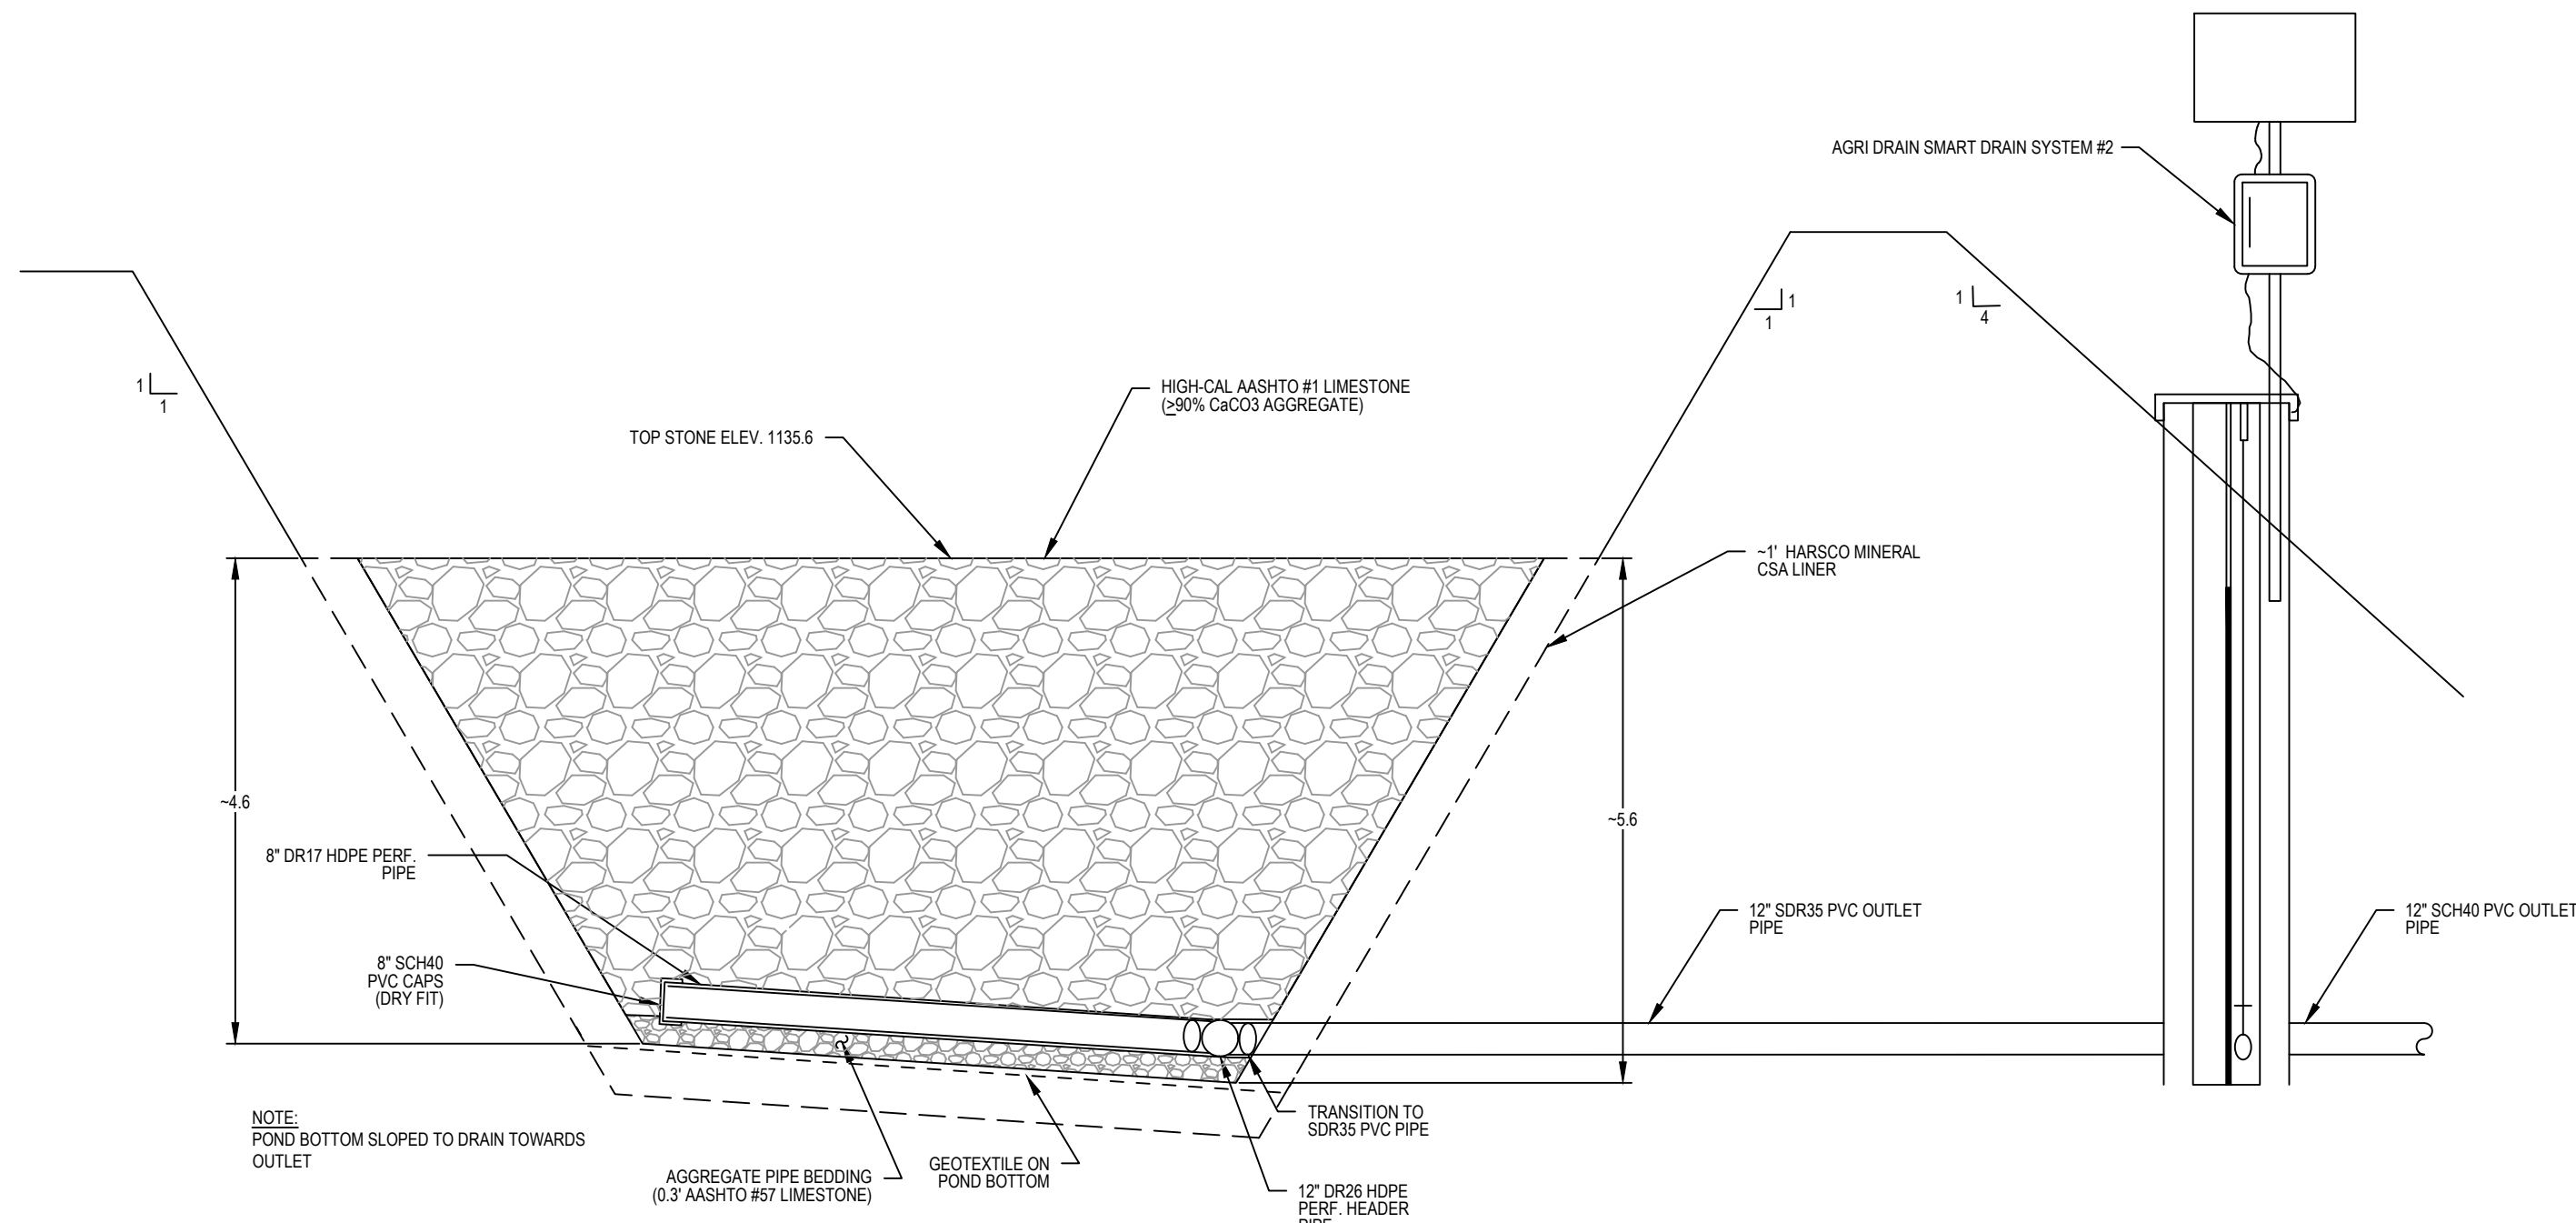 AGRI DRAIN SMART DRAIN SYSTEM #2
1
1
1
4
1
1
HIGH-CAL AASHTO #1 LIMESTONE
(≥90% CaCO3 AGGREGATE)
TOP STONE ELEV. 1135.6
~1' HARSCO MINERAL
CSA LINER
~4.6
~5.6
8" DR17 HDPE PERF.
PIPE
12" SDR35 PVC OUTLET
PIPE
12" SCH40 PVC OUTLET
PIPE
8" SCH40
PVC CAPS
(DRY FIT)
NOTE:
POND BOTTOM SLOPED TO DRAIN TOWARDS
OUTLET
TRANSITION TO
SDR35 PVC PIPE
AGGREGATE PIPE BEDDING
(0.3' AASHTO #57 LIMESTONE)
GEOTEXTILE ON
POND BOTTOM
12" DR26 HDPE
PERF. HEADER
PIPE